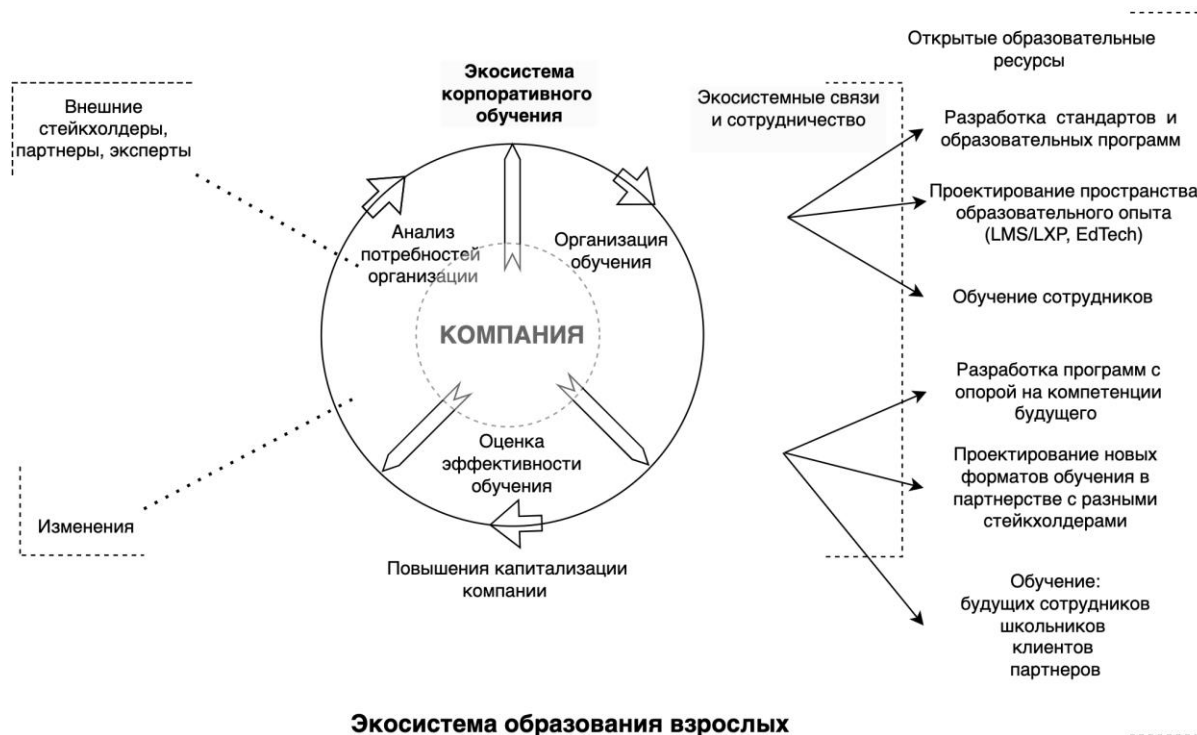 Открытые образовательные
ресурсы
Экосистема
корпоративного
обучения
Экосистемные связи
и сотрудничество
Внешние
стейкхолдеры,
партнеры, эксперты
Разработка стандартов и
образовательных программ
Проектирование пространства
образовательного опыта
(LMS/LXP, EdTech)
Анализ
потребностей
организации
Организация
обучения
Обучение сотрудников
КОМПАНИЯ
Разработка программ с
опорой на компетенции
будущего
Оценка
эффективности
обучения
Проектирование новых
форматов обучения в
партнерстве с разными
стейкхолдерами
Изменения
Повышения капитализации
компании
Обучение:
будущих сотрудников
школьников
клиентов
партнеров
Экосистема образования взрослых